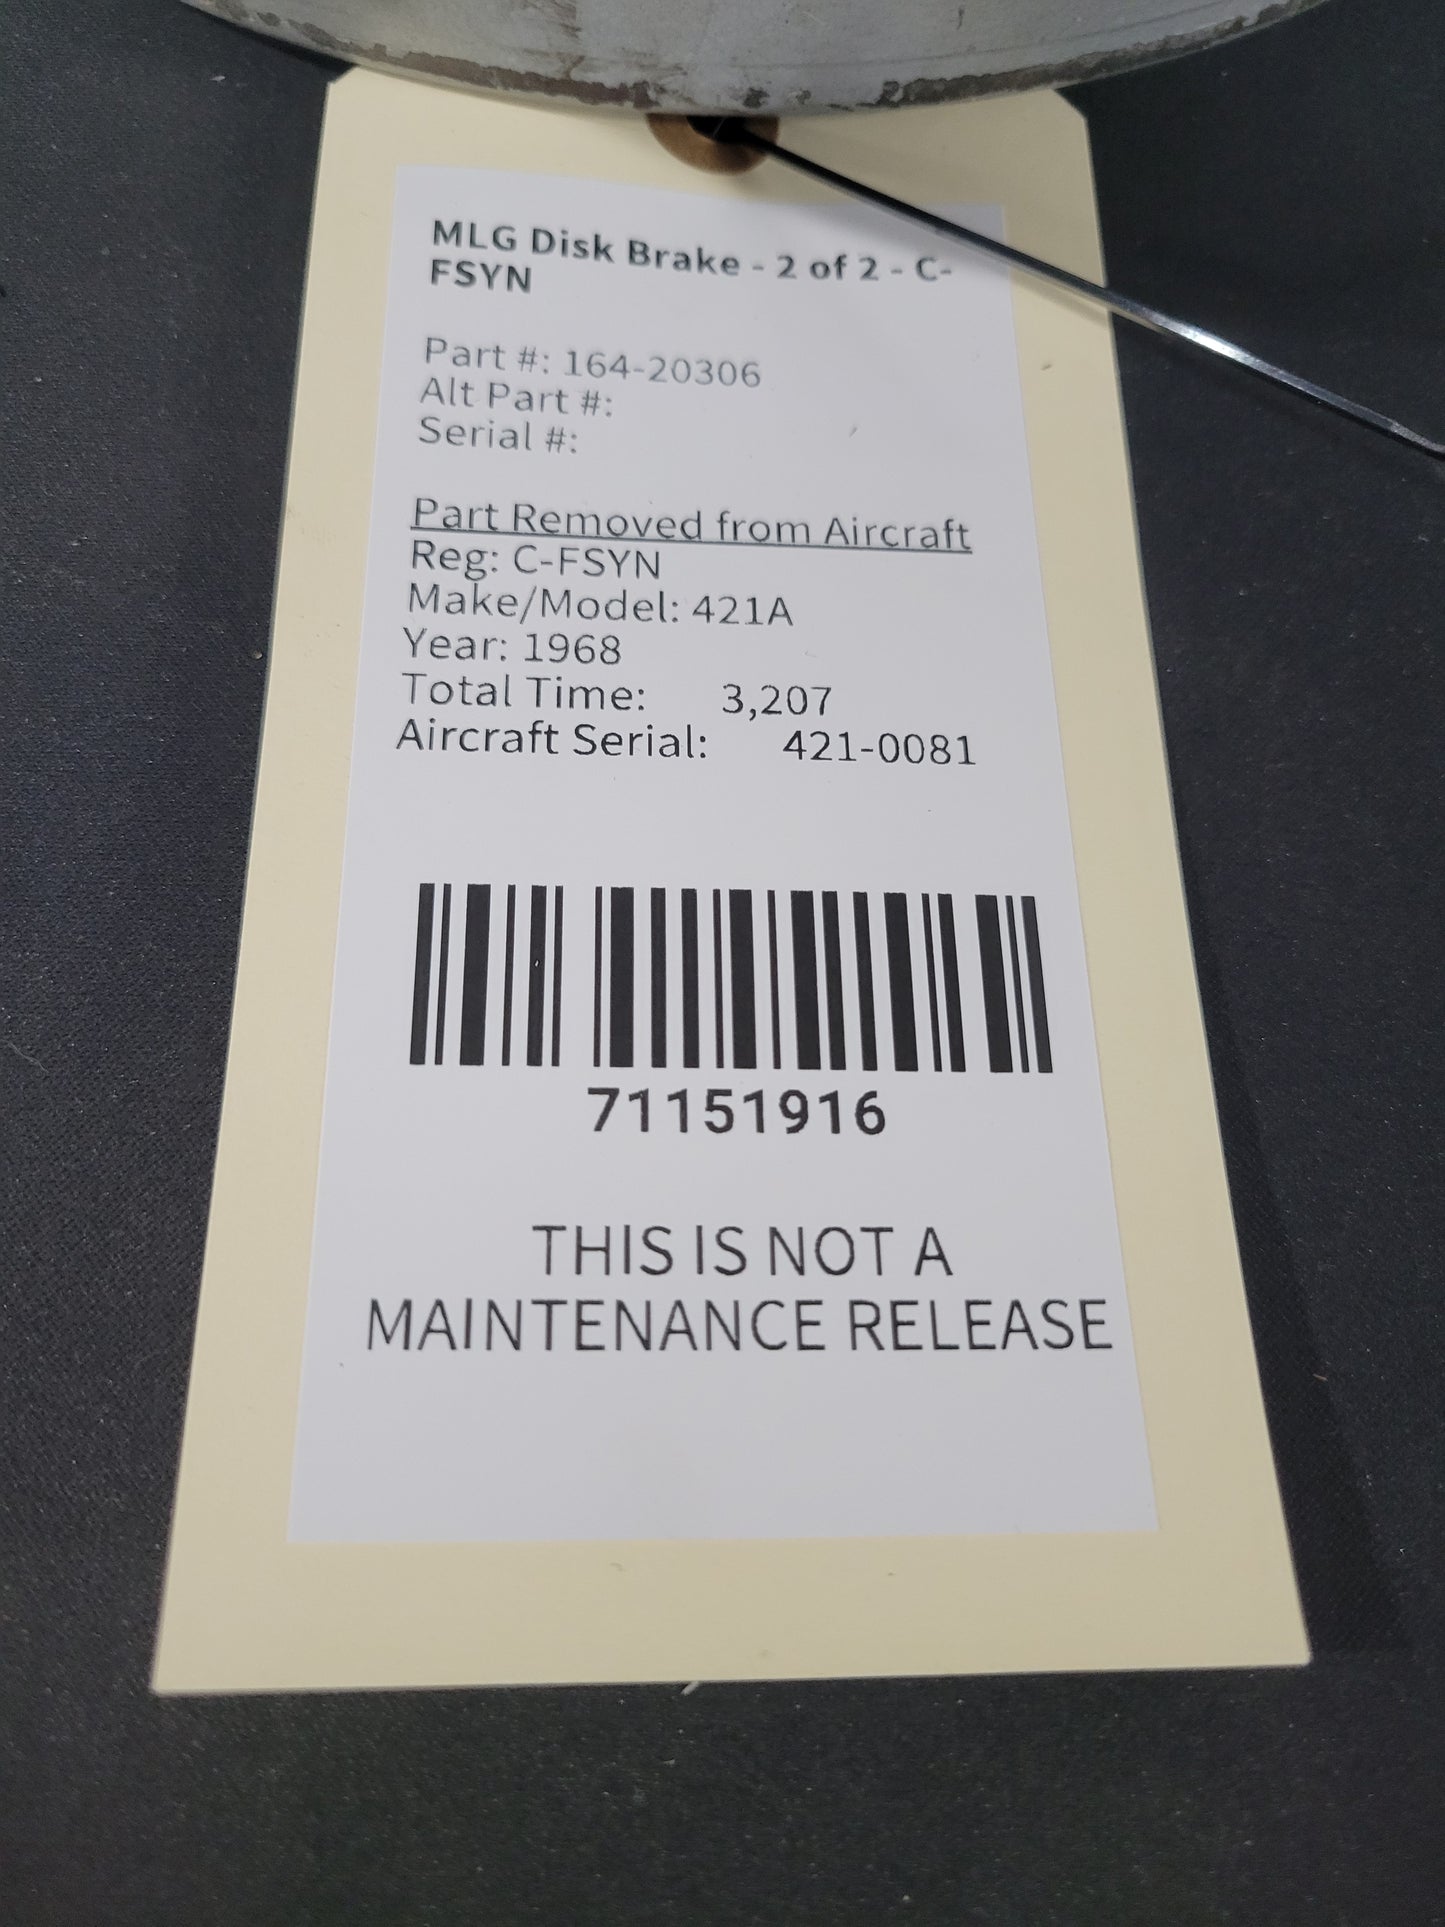 MLG Disk Brake - 2 of 2 - C-
FSYN
Part #: 164-20306
Alt Part #:
Serial #:
Part Removed from Aircraft
Reg: C-FSYN
Make/Model: 421A
Year: 1968
Total Time: 3,207
Aircraft Serial: 421-0081
71151916
THIS IS NOT A
MAINTENANCE RELEASE